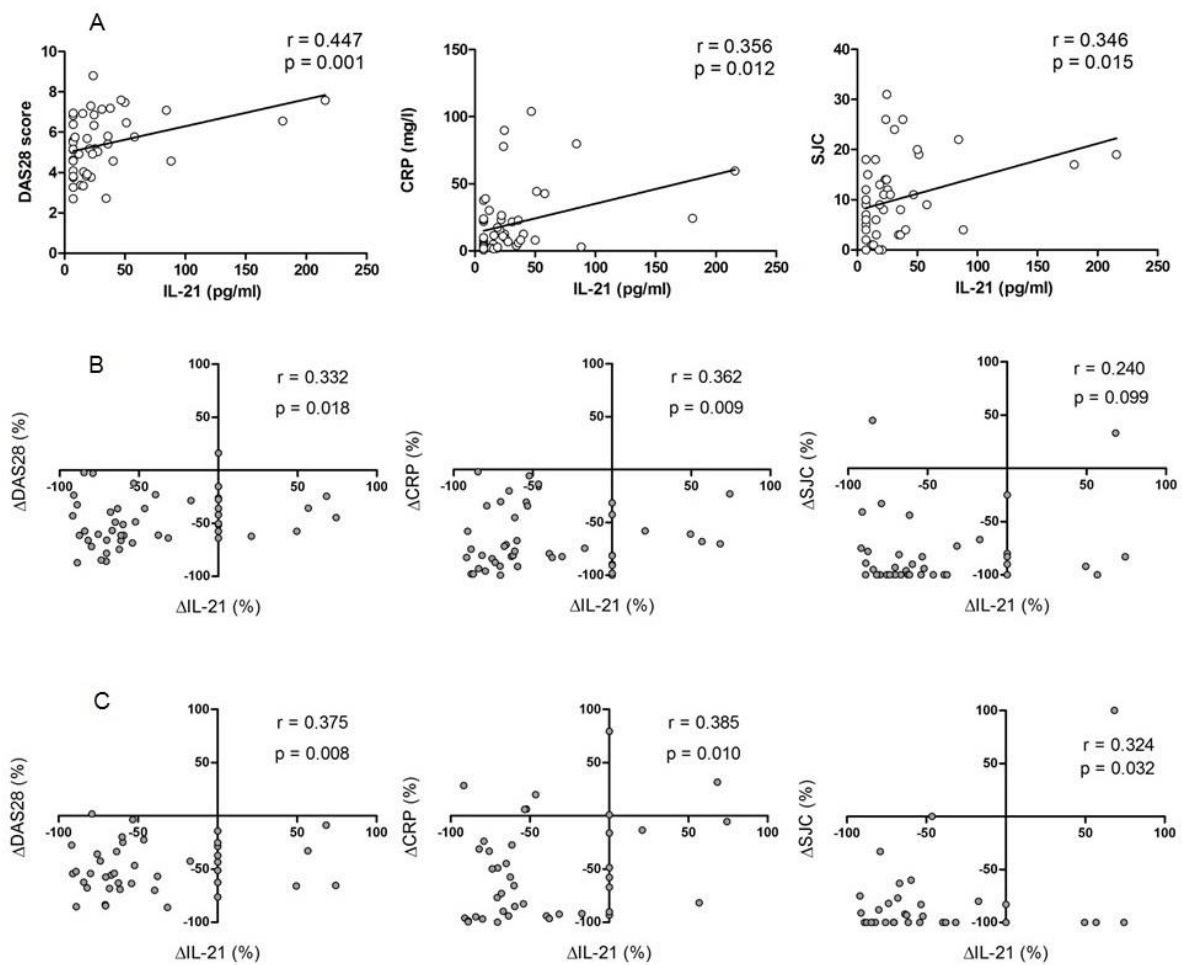 A
r = 0.447
p = 0.001
DAS28 score
10
8
6
4
2
0
0 50 100 150 200 250
IL-21 (pg/ml)
r = 0.356
p = 0.012
CRP (mg/l)
150
100
50
0
0 50 100 150 200 250
IL-21 (pg/ml)
r = 0.346
p = 0.015
SJC
40
30
20
10
0
0 50 100 150 200 250
IL-21 (pg/ml)
B
r = 0.332
p = 0.018
ΔDAS28 (%)
100
50
-100 -50 50 100
-50
-100
ΔIL-21 (%)
r = 0.362
p = 0.009
ΔCRP (%)
100
50
-100 -50 50 100
-50
-100
ΔIL-21 (%)
r = 0.240
p = 0.099
ΔSJC (%)
100
50
-100 -50 50 100
-50
-100
ΔIL-21 (%)
C
r = 0.375
p = 0.008
ΔDAS28 (%)
100
50
-100 -50 50 100
-50
-100
ΔIL-21 (%)
r = 0.385
p = 0.010
ΔCRP (%)
100
50
-100 -50 50 100
-50
-100
ΔIL-21 (%)
r = 0.324
p = 0.032
ΔSJC (%)
100
50
-100 -50 50 100
-50
-100
ΔIL-21 (%)